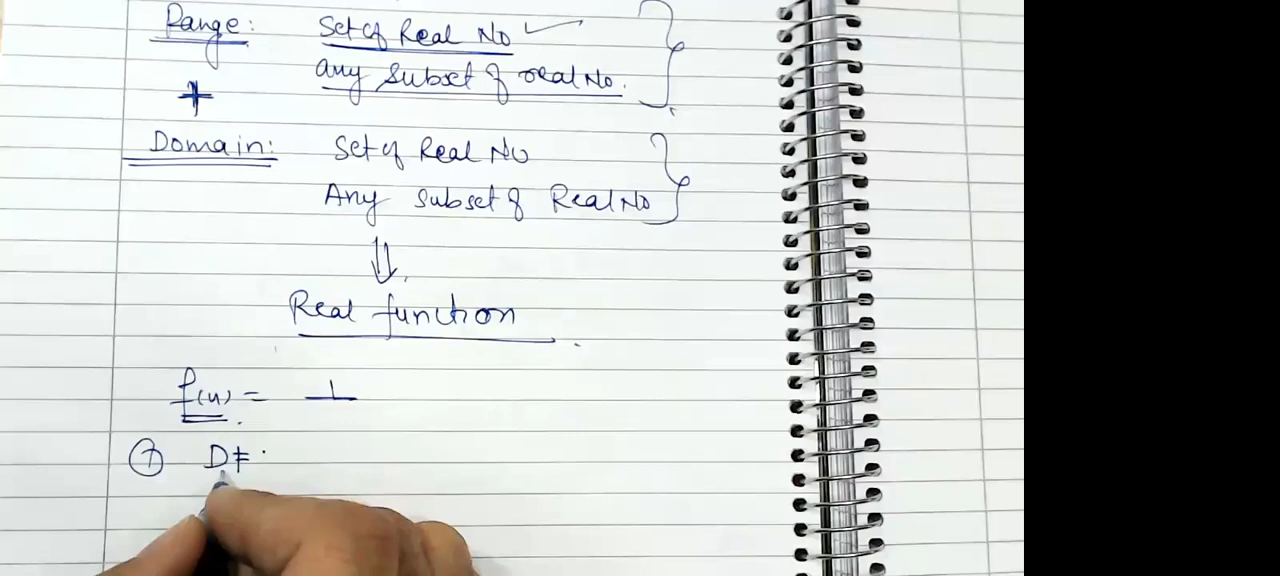 Range: Set of Real No ✓
any subset of real No.
+
Domain: Set of Real No
Any subset of Real No
⇓
Real function
f(x) = 1
① D≠